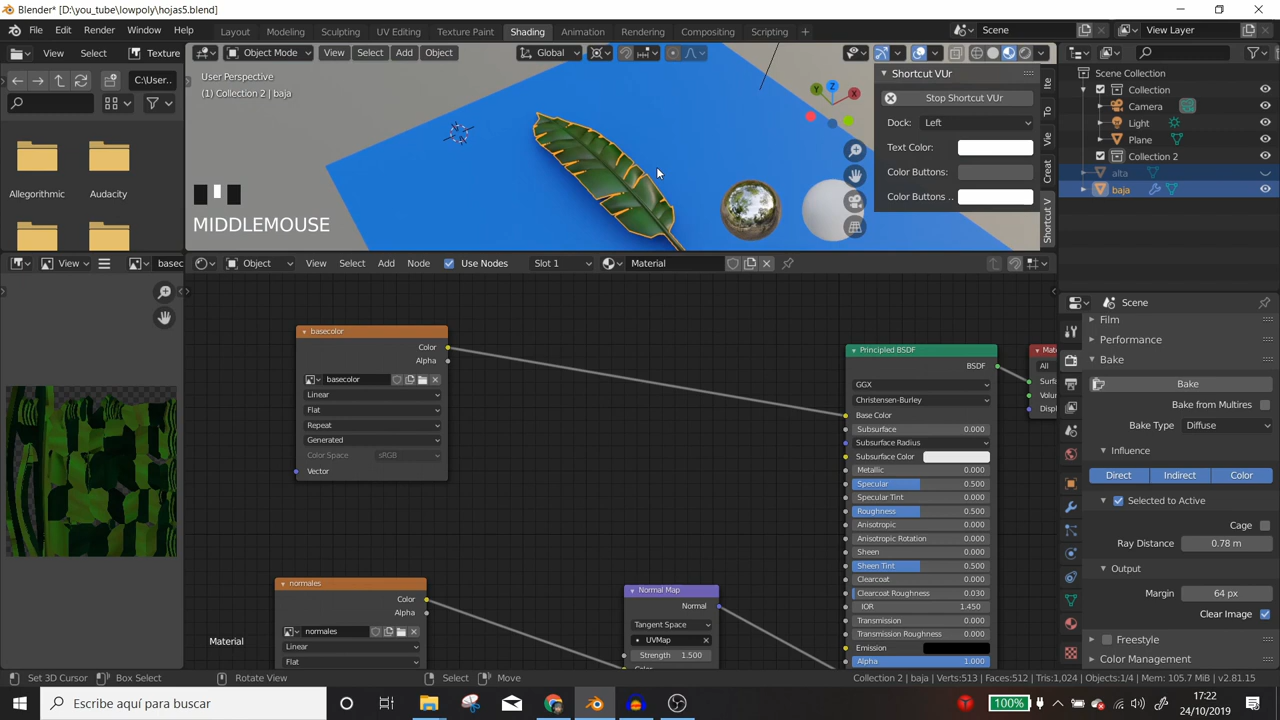 Blender* [D:\you_tube\lowpoly\hojas5.blend]
File Edit Render Window Help Layout Modeling Sculpting UV Editing Texture Paint Shading Animation Rendering Compositing Scripting Scene View Layer
View Select Texture Object Mode View Select Add Object Global
User Perspective
(1) Collection 2 | baja
MIDDLEMOUSE
C:\User..
Allegorithmic Audacity
Shortcut VUr
Stop Shortcut VUr
Dock: Left
Text Color:
Color Buttons:
Color Buttons ..
Ite
To
Vie
Creat
Shortcut V
Scene Collection
Collection 1
Camera
Light
Plane
Collection 2
alta
baja
View basec Object View Select Add Node Use Nodes Slot 1 Material
basecolor
Color
Alpha
basecolor
Linear
Flat
Repeat
Generated
Color Space sRGB
Vector
normales
Color
Alpha
normales
Linear
Flat
Material
Normal Map
Normal
Tangent Space
UVMap
Strength 1.500
Principled BSDF
BSDF
GGX
Christensen-Burley
Base Color
Subsurface 0.000
Subsurface Radius
Subsurface Color
Metallic 0.000
Specular 0.500
Specular Tint 0.000
Roughness 0.500
Anisotropic 0.000
Anisotropic Rotation 0.000
Sheen 0.000
Sheen Tint 0.500
Clearcoat 0.000
Clearcoat Roughness 0.030
IOR 1.450
Transmission 0.000
Transmission Roughness 0.000
Emission
Alpha 1.000
Mate
All
Surfa
Volu
Displ
Scene
Film
Performance
Bake
Bake
Bake from Multires
Bake Type Diffuse
Influence
Direct Indirect Color
Selected to Active
Cage
Ray Distance 0.78 m
Output
Margin 64 px
Clear Image
Freestyle
Color Management
Set 3D Cursor Box Select Rotate View Select Move Collection 2 | baja | Verts:513 | Faces:512 | Tris:1,024 | Objects:1/4 | Mem: 105.7 MiB | v2.81.15
Escribe aquí para buscar
100%
17:22
24/10/2019